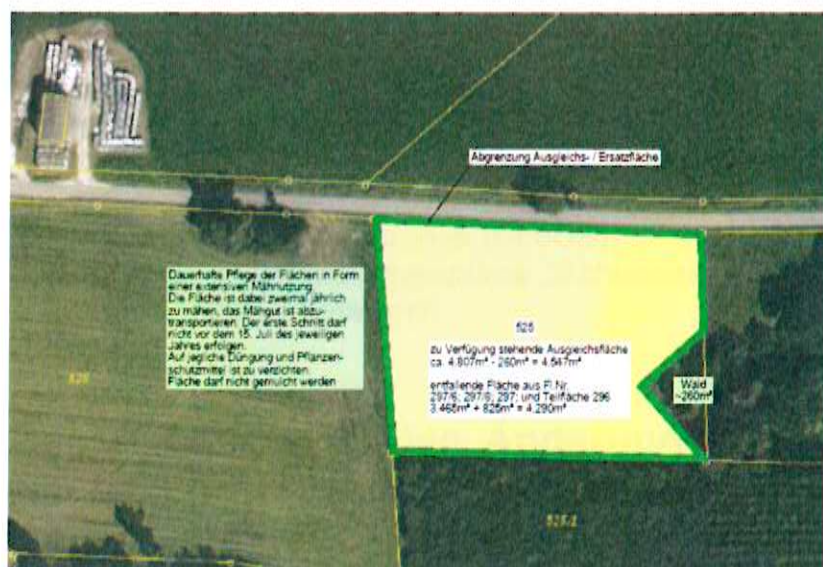 Abgrenzung Ausgleichs- / Ersatzfläche
Dauerhafte Pflege der Flächen in Form
einer extensiven Mähnutzung
Die Fläche ist dabei zweimal jährlich
zu mähen, das Mähgut ist abzu-
transportieren. Der erste Schnitt darf
nicht vor dem 15. Juli des jeweiligen
Jahres erfolgen.
Auf jegliche Düngung und Pflanzen-
schutzmittel ist zu verzichten.
Fläche darf nicht gemulcht werden
525
zu Verfügung stehende Ausgleichsfläche
ca. 4.807m² - 260m² = 4.547m²
entfallende Fläche aus Fl.Nr.
297/6; 297/8; 297; und Teilfläche 296
3.465m² + 825m² = 4.290m²
Wald
~260m²
525/2